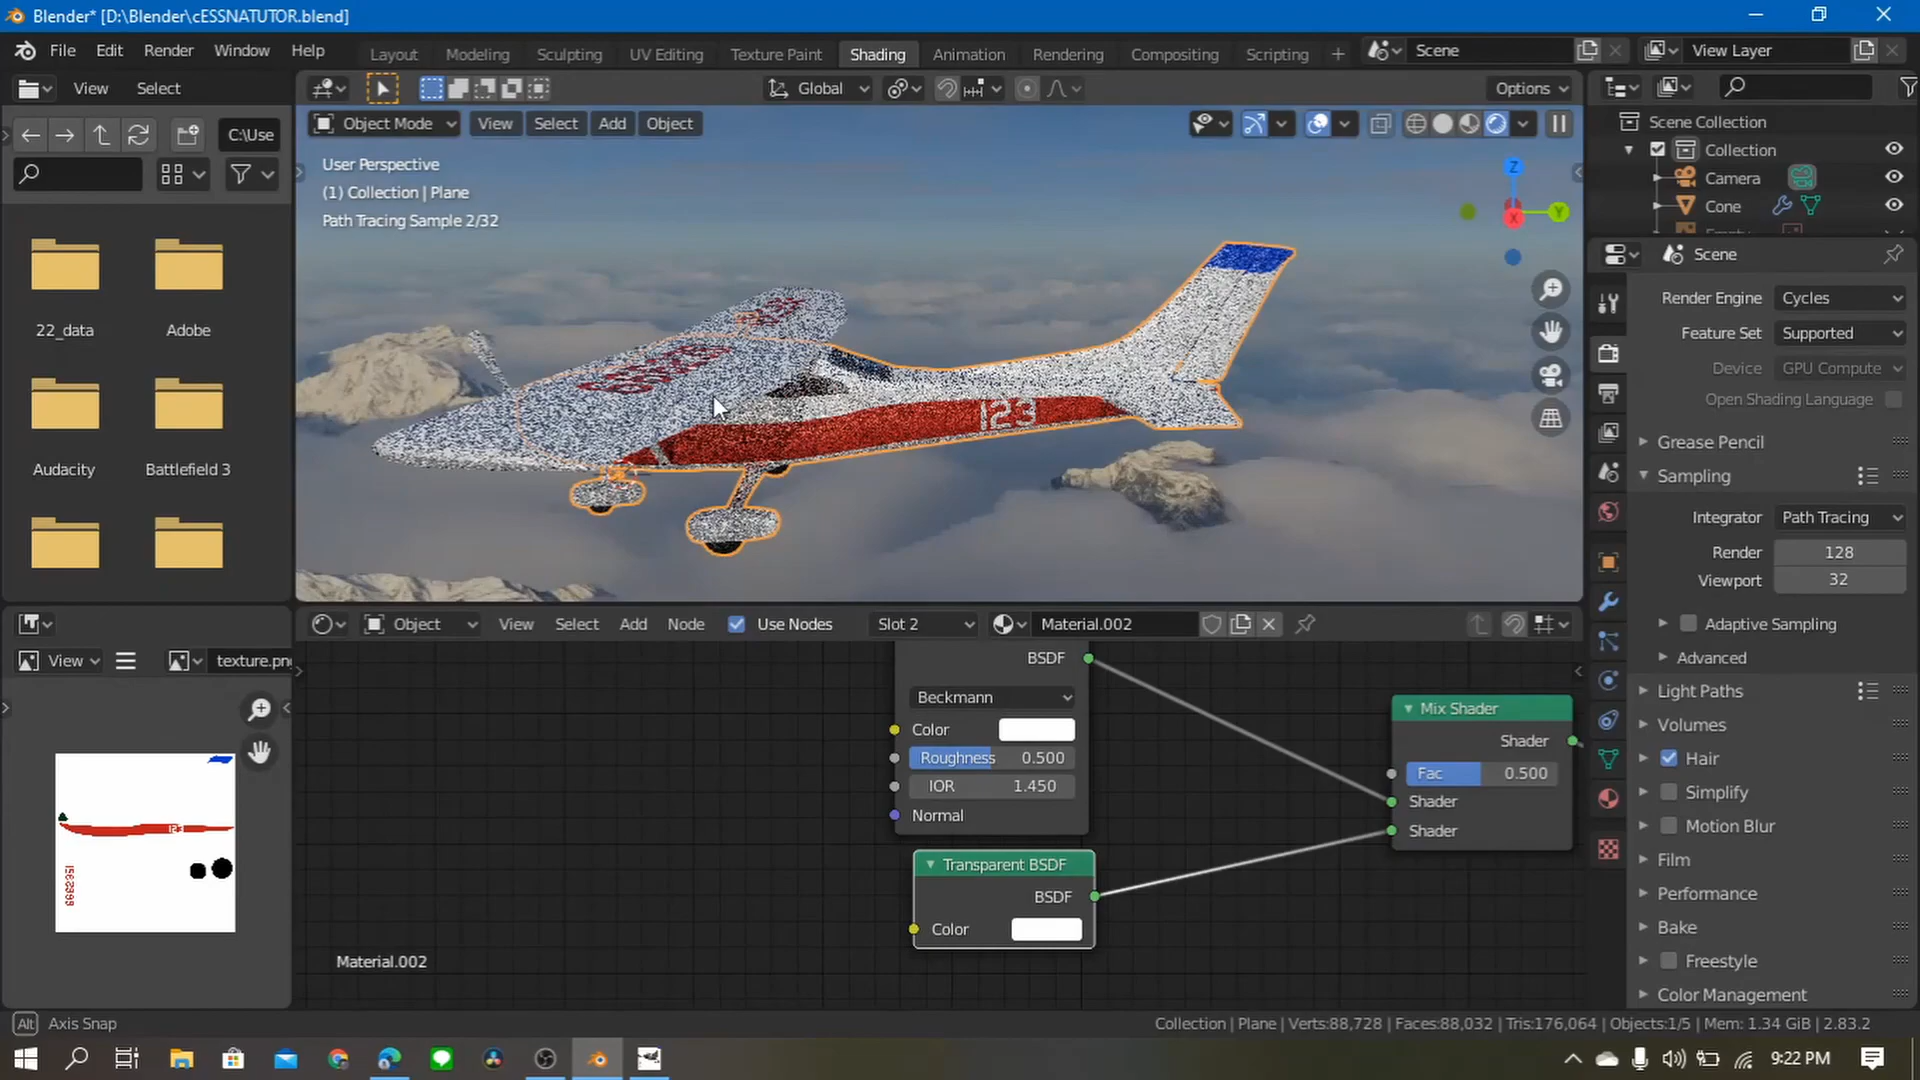 Blender* [D:\Blender\cESSNATUTOR.blend]
File Edit Render Window Help
Layout Modeling Sculpting UV Editing Texture Paint Shading Animation Rendering Compositing Scripting +
Scene
View Layer
View Select
Global
Options
C:\Use
Object Mode View Select Add Object
User Perspective
(1) Collection | Plane
Path Tracing Sample 2/32
Z
Y
X
123
22_data
Adobe
Audacity
Battlefield 3
Scene Collection
Collection
Camera
Cone
Scene
Render Engine Cycles
Feature Set Supported
Device GPU Compute
Open Shading Language
Grease Pencil
Sampling
Integrator Path Tracing
Render 128
Viewport 32
Adaptive Sampling
Advanced
Light Paths
Volumes
Hair
Simplify
Motion Blur
Film
Performance
Bake
Freestyle
Color Management
Object View Select Add Node Use Nodes Slot 2 Material.002
View texture.pn
123
BSDF
Beckmann
Color
Roughness 0.500
IOR 1.450
Normal
Transparent BSDF
BSDF
Color
Mix Shader
Shader
Fac 0.500
Shader
Shader
Material.002
Alt Axis Snap
Collection | Plane | Verts:88,728 | Faces:88,032 | Tris:176,064 | Objects:1/5 | Mem: 1.34 GiB | 2.83.2
9:22 PM